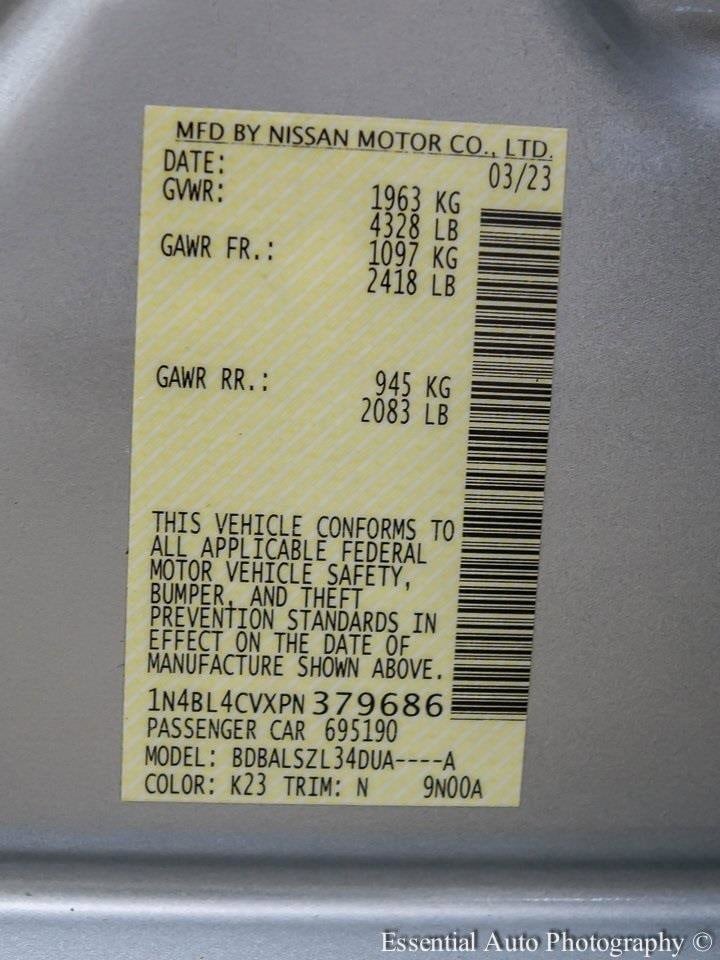 MFD BY NISSAN MOTOR CO., LTD.
DATE: 03/23
GVWR: 1963 KG
4328 LB
GAWR FR.: 1097 KG
2418 LB
GAWR RR.: 945 KG
2083 LB
THIS VEHICLE CONFORMS TO
ALL APPLICABLE FEDERAL
MOTOR VEHICLE SAFETY,
BUMPER, AND THEFT
PREVENTION STANDARDS IN
EFFECT ON THE DATE OF
MANUFACTURE SHOWN ABOVE.
1N4BL4CVXPN379686
PASSENGER CAR 695190
MODEL: BDBALSZL34DUA----A
COLOR: K23 TRIM: N 9N00A
Essential Auto Photography ©